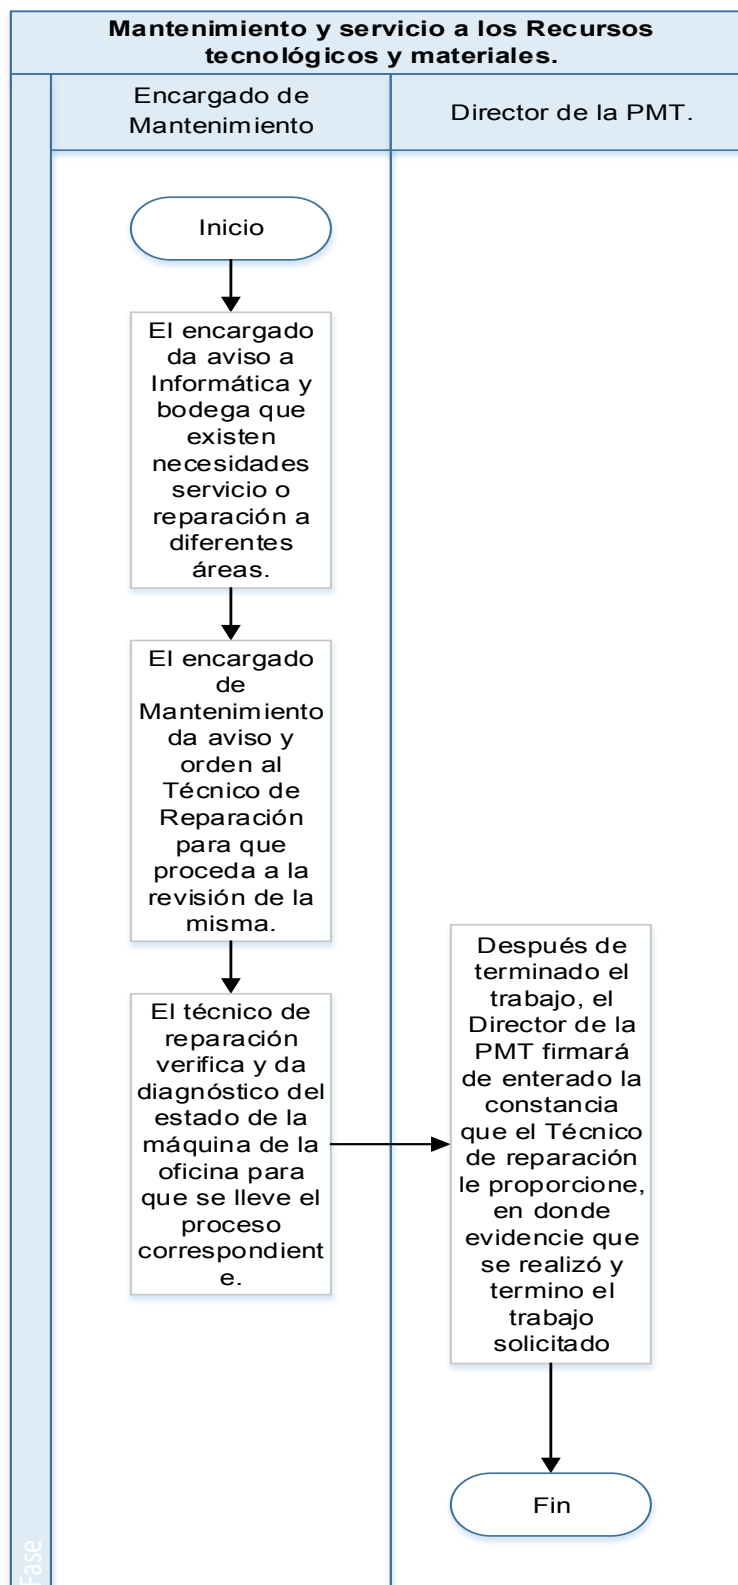 Mantenimiento y servicio a los Recursos
tecnológicos y materiales.
Encargado de
Mantenimiento
Director de la PMT.
Inicio
El encargado
da aviso a
Informática y
bodega que
existen
necesidades
servicio o
reparación a
diferentes
áreas.
El encargado
de
Mantenimiento
da aviso y
orden al
Técnico de
Reparación
para que
proceda a la
revisión de la
misma.
El técnico de
reparación
verifica y da
diagnóstico del
estado de la
máquina de la
oficina para
que se lleve el
proceso
correspondient
e.
Después de
terminado el
trabajo, el
Director de la
PMT firmará
de enterado la
constancia
que el Técnico
de reparación
le proporcione,
en donde
evidencie que
se realizó y
termino el
trabajo
solicitado
Fin
Fase